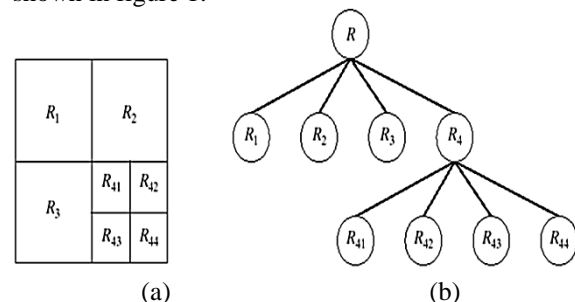 shown in figure 1.
R
R1 R2 R1 R2 R3 R4
R3 R41 R42
R43 R44 R41 R42 R43 R44
(a) (b)